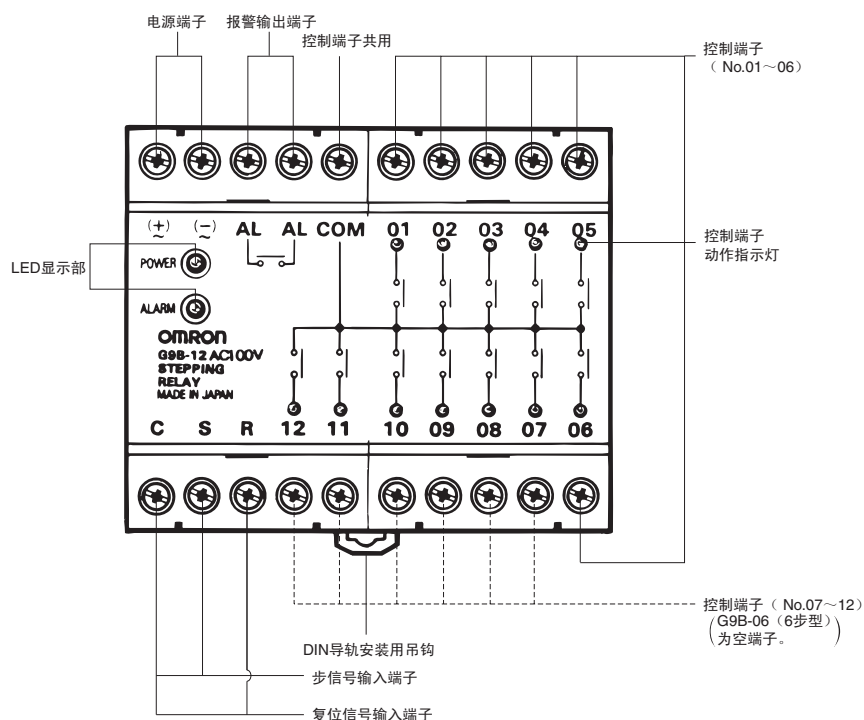 电源端子
报警输出端子
控制端子共用
控制端子
（No.01～06）
(+)
~
(−)
~
AL
AL
COM
01
02
03
04
05
控制端子
动作指示灯
LED显示部
POWER
ALARM
OMRON
G9B-12 AC100V
STEPPING
RELAY
MADE IN JAPAN
C
S
R
12
11
10
09
08
07
06
控制端子（No.07～12）
（G9B-06（6步型）
为空端子。）
DIN导轨安装用吊钩
步信号输入端子
复位信号输入端子